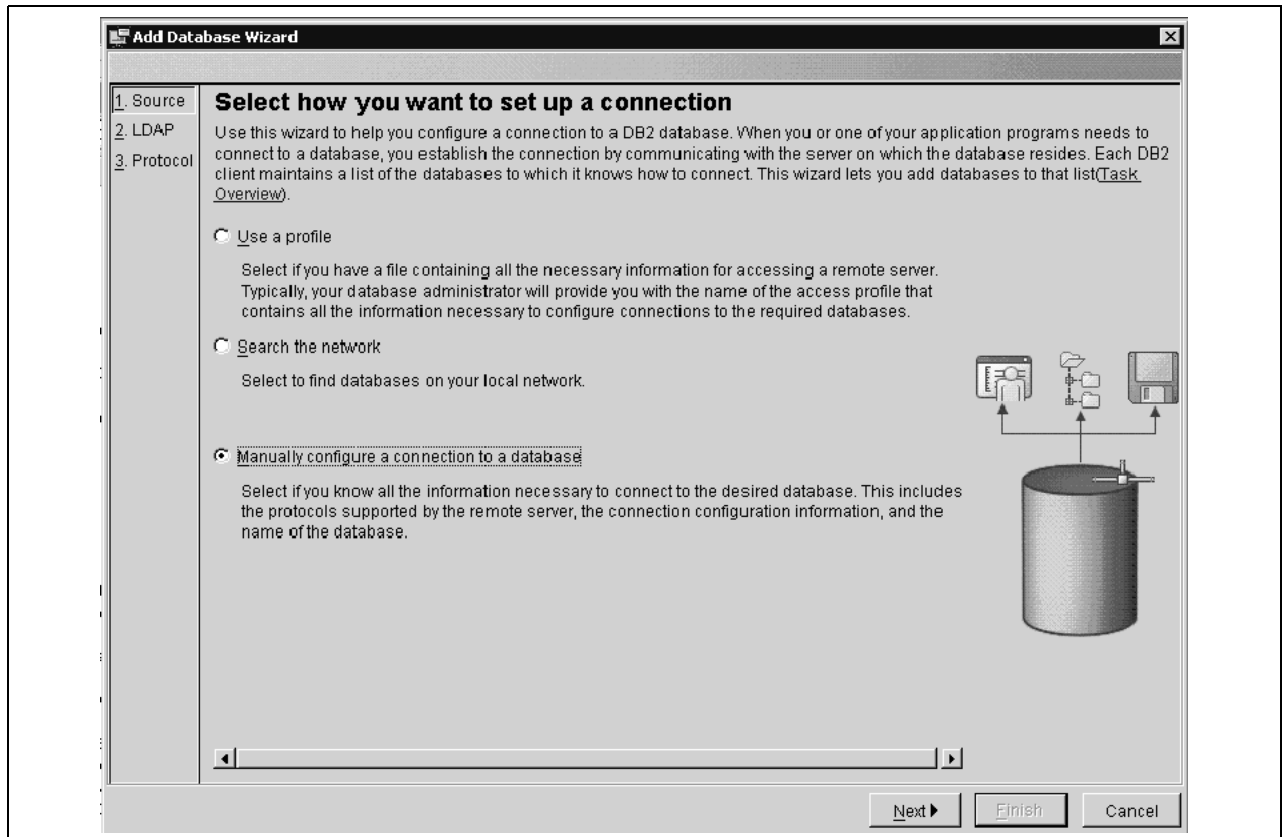 Add Database Wizard
1. Source
2. LDAP
3. Protocol
Select how you want to set up a connection
Use this wizard to help you configure a connection to a DB2 database. When you or one of your application programs needs to
connect to a database, you establish the connection by communicating with the server on which the database resides. Each DB2
client maintains a list of the databases to which it knows how to connect. This wizard lets you add databases to that list(Task
Overview).
Use a profile
Select if you have a file containing all the necessary information for accessing a remote server.
Typically, your database administrator will provide you with the name of the access profile that
contains all the information necessary to configure connections to the required databases.
Search the network
Select to find databases on your local network.
Manually configure a connection to a database
Select if you know all the information necessary to connect to the desired database. This includes
the protocols supported by the remote server, the connection configuration information, and the
name of the database.
Next
Finish
Cancel